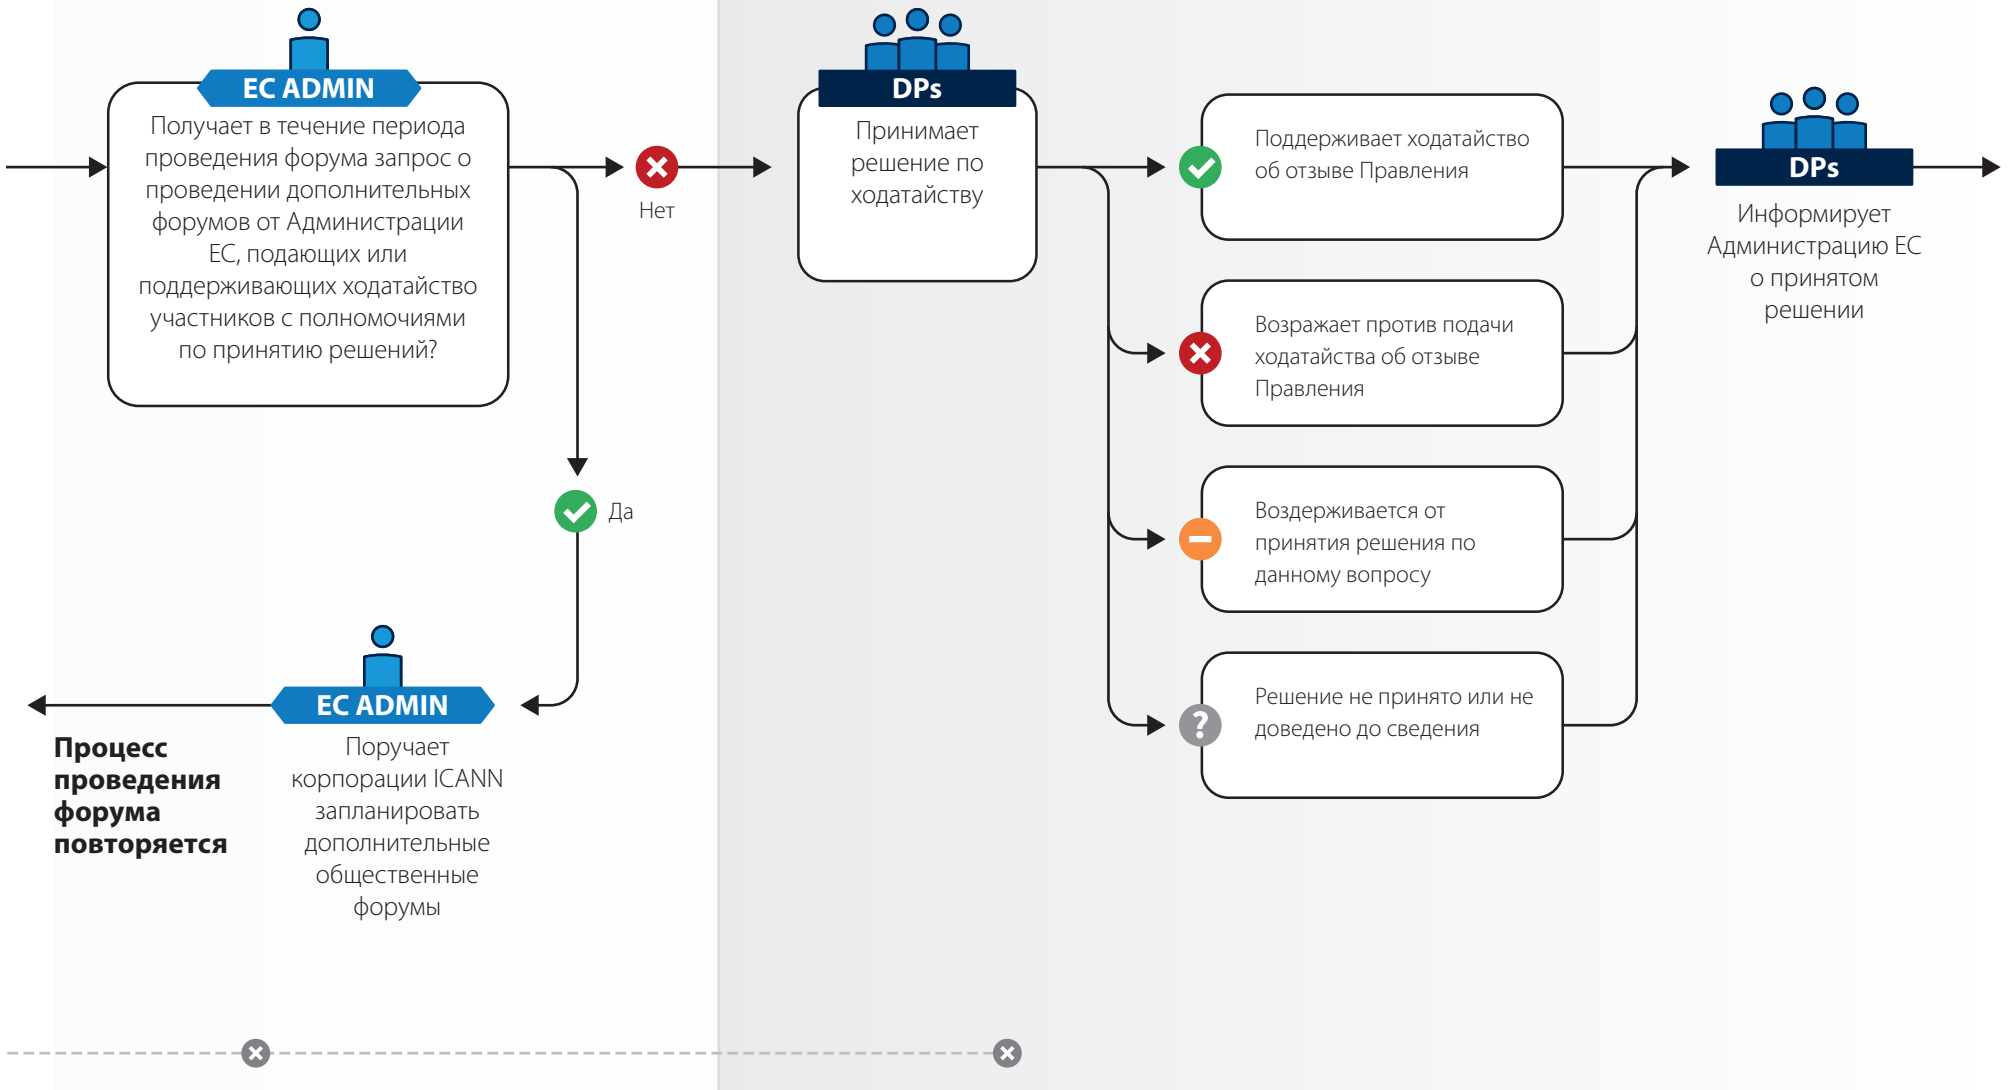 EC ADMIN
Получает в течение периода
проведения форума запрос о
проведении дополнительных
форумов от Администрации
ЕС, подающих или
поддерживающих ходатайство
участников с полномочиями
по принятию решений?
Нет
Да
EC ADMIN
Поручает
корпорации ICANN
запланировать
дополнительные
общественные
форумы
Процесс
проведения
форума
повторяется
DPs
Принимает
решение по
ходатайству
Поддерживает ходатайство
об отзыве Правления
Возражает против подачи
ходатайства об отзыве
Правления
Воздерживается от
принятия решения по
данному вопросу
?
Решение не принято или не
доведено до сведения
DPs
Информирует
Администрацию ЕС
о принятом
решении